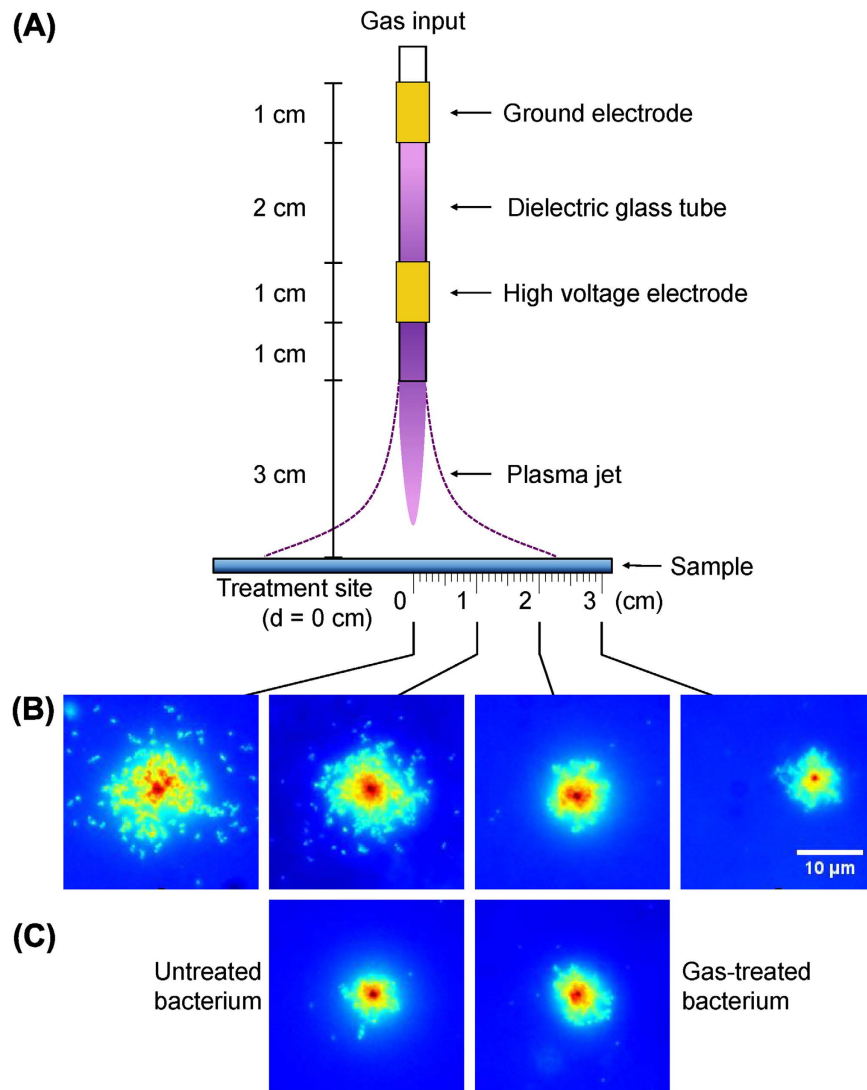 (A)
Gas input
1 cm
Ground electrode
2 cm
Dielectric glass tube
1 cm
High voltage electrode
1 cm
3 cm
Plasma jet
Sample
Treatment site
(d = 0 cm)
0 1 2 3 (cm)
(B)
10 µm
(C)
Untreated
bacterium
Gas-treated
bacterium